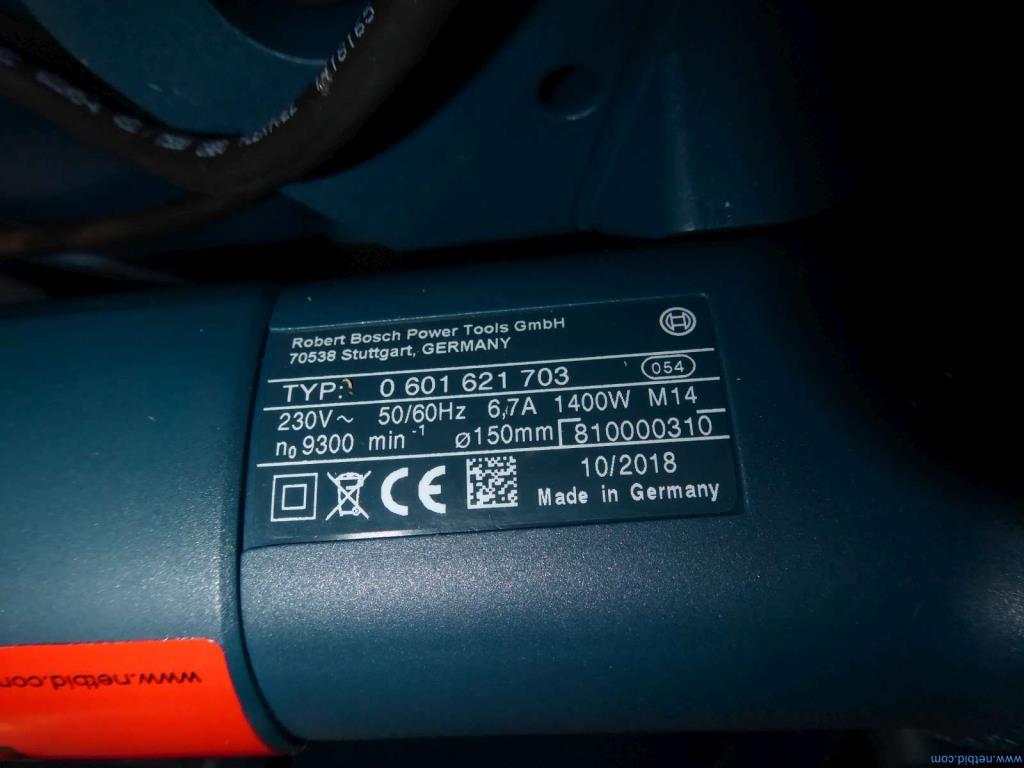 Robert Bosch Power Tools GmbH
70538 Stuttgart, GERMANY
TYP: 0 601 621 703 054
230V~ 50/60Hz 6,7A 1400W M14
n₀ 9300 min⁻¹ ø150mm 810000310
10/2018
CE Made in Germany
www.netbid.com
www.netbid.com